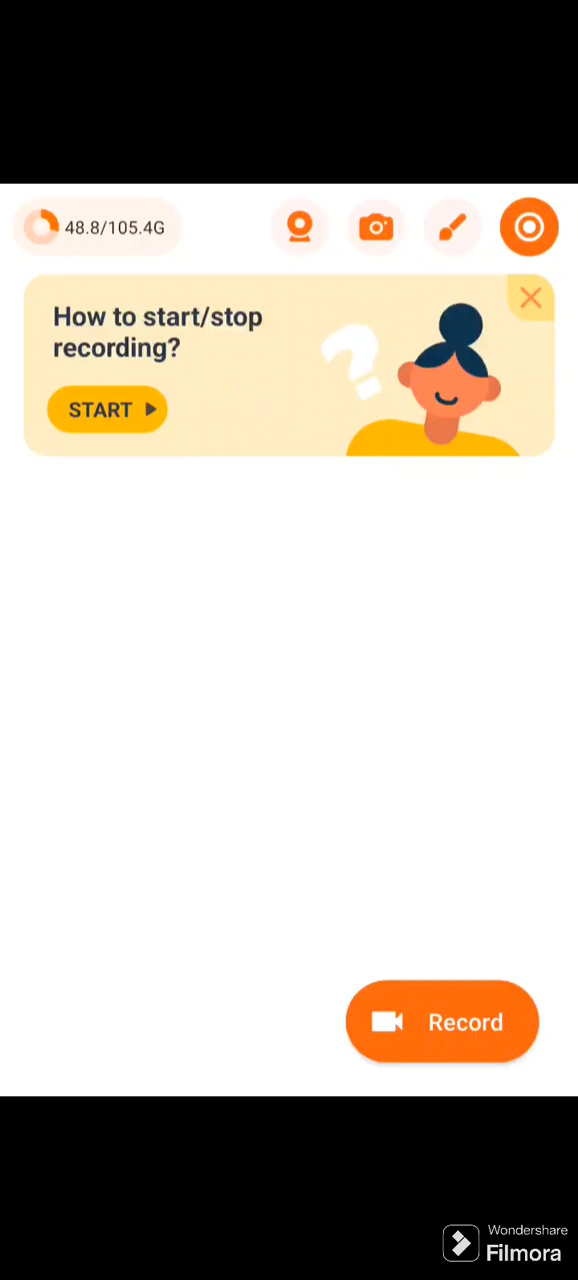 48.8/105.4G
How to start/stop
recording?
START
Record
Wondershare
Filmora